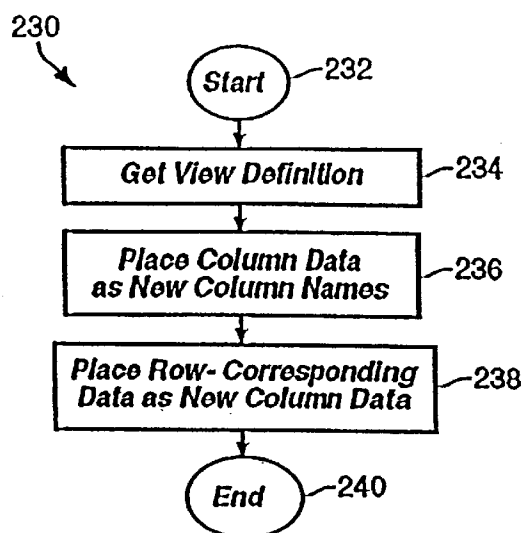 230
Start
232
Get View Definition
234
Place Column Data
as New Column Names
236
Place Row-Corresponding
Data as New Column Data
238
End
240